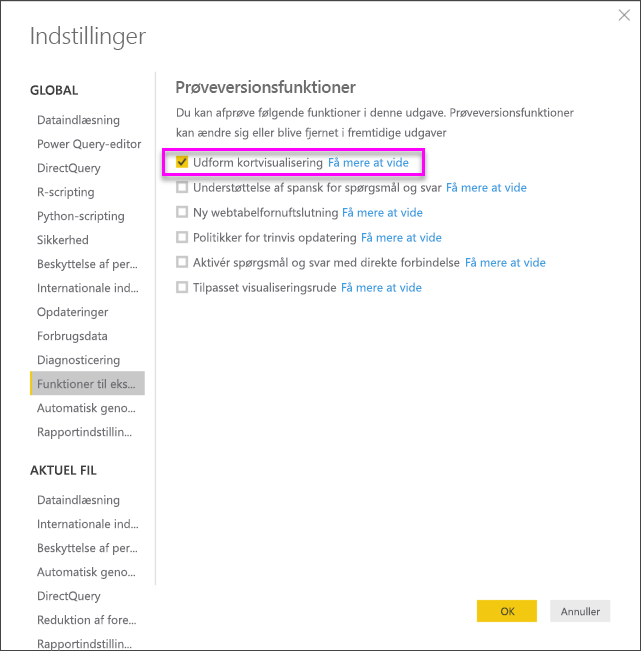 Indstillinger
GLOBAL
Dataindlæsning
Power Query-editor
DirectQuery
R-scripting
Python-scripting
Sikkerhed
Beskyttelse af per...
Internationale ind...
Opdateringer
Forbrugsdata
Diagnosticering
Funktioner til eks...
Automatisk geno...
Rapportindstillin...
AKTUEL FIL
Dataindlæsning
Internationale ind...
Beskyttelse af per...
Automatisk geno...
DirectQuery
Reduktion af fore...
Rapportindstillin...
Prøveversionsfunktioner
Du kan afprøve følgende funktioner i denne udgave. Prøveversionsfunktioner
kan ændre sig eller blive fjernet i fremtidige udgaver
Udform kortvisualisering Få mere at vide
Understøttelse af spansk for spørgsmål og svar Få mere at vide
Ny webtabelfornuftslutning Få mere at vide
Politikker for trinvis opdatering Få mere at vide
Aktivér spørgsmål og svar med direkte forbindelse Få mere at vide
Tilpasset visualiseringsrude Få mere at vide
OK
Annuller